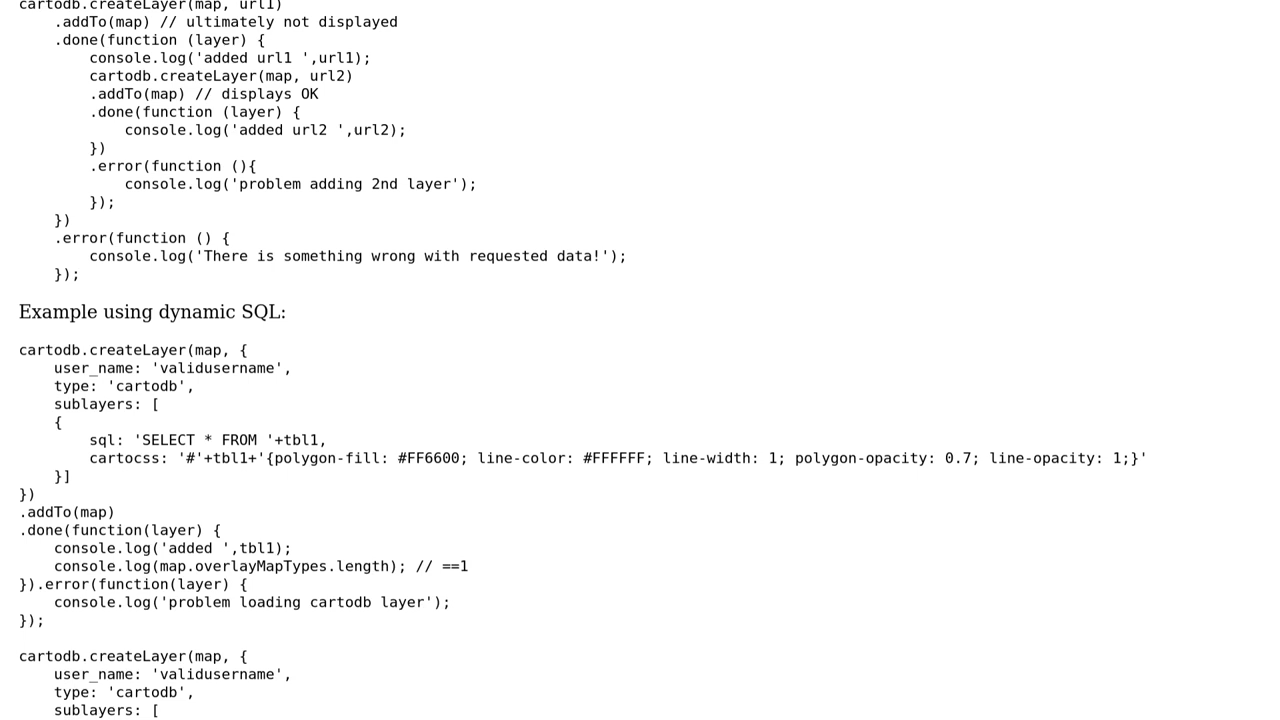 cartodb.createLayer(map, url1)
    .addTo(map) // ultimately not displayed
    .done(function (layer) {
        console.log('added url1 ',url1);
        cartodb.createLayer(map, url2)
        .addTo(map) // displays OK
        .done(function (layer) {
            console.log('added url2 ',url2);
        })
        .error(function (){
            console.log('problem adding 2nd layer');
        });
    })
    .error(function () {
        console.log('There is something wrong with requested data!');
    });
Example using dynamic SQL:
cartodb.createLayer(map, {
    user_name: 'validusername',
    type: 'cartodb',
    sublayers: [
    {
        sql: 'SELECT * FROM '+tbl1,
        cartocss: '#'+tbl1+'{polygon-fill: #FF6600; line-color: #FFFFFF; line-width: 1; polygon-opacity: 0.7; line-opacity: 1;}'
    }]
})
.addTo(map)
.done(function(layer) {
    console.log('added ',tbl1);
    console.log(map.overlayMapTypes.length); // ==1
}).error(function(layer) {
    console.log('problem loading cartodb layer');
});
cartodb.createLayer(map, {
    user_name: 'validusername',
    type: 'cartodb',
    sublayers: [